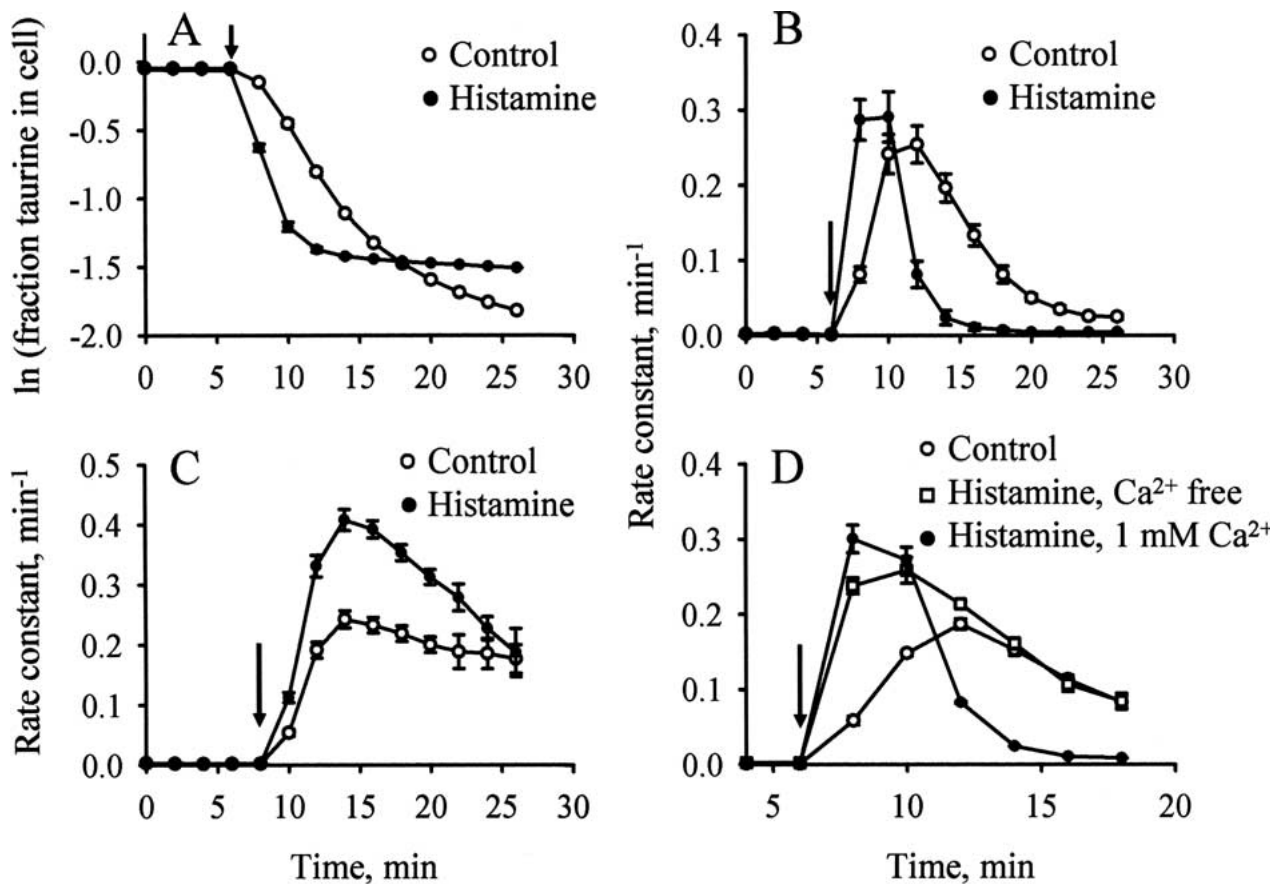 A
Control
Histamine
ln (fraction taurine in cell)
0.0
-0.5
-1.0
-1.5
-2.0
0 5 10 15 20 25 30
B
Control
Histamine
Rate constant, min⁻¹
0.4
0.3
0.2
0.1
0.0
0 5 10 15 20 25 30
C
Control
Histamine
Rate constant, min⁻¹
0.5
0.4
0.3
0.2
0.1
0.0
0 5 10 15 20 25 30
Time, min
D
Control
Histamine, Ca²⁺ free
Histamine, 1 mM Ca²⁺
0.4
0.3
0.2
0.1
0.0
5 10 15 20
Time, min